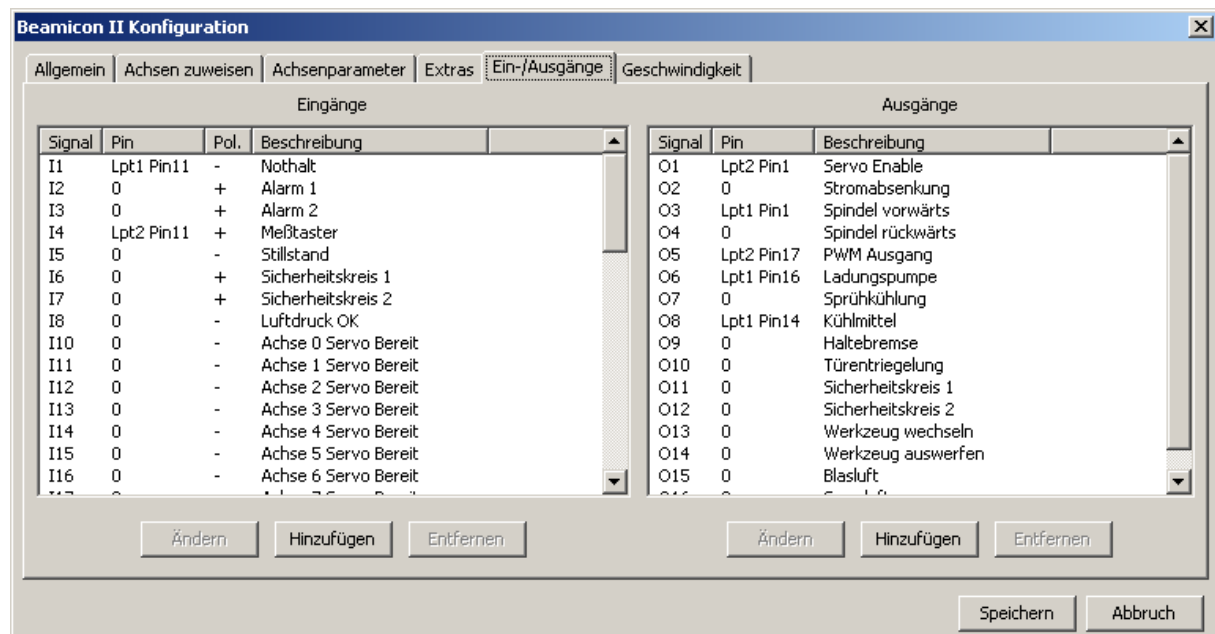 Beamicon II Konfiguration
Allgemein Achsen zuweisen Achsenparameter Extras Ein-/Ausgänge Geschwindigkeit
Eingänge
Signal Pin Pol. Beschreibung
I1 Lpt1 Pin11 - Nothalt
I2 0 + Alarm 1
I3 0 + Alarm 2
I4 Lpt2 Pin11 + Meßtaster
I5 0 - Stillstand
I6 0 + Sicherheitskreis 1
I7 0 + Sicherheitskreis 2
I8 0 - Luftdruck OK
I10 0 - Achse 0 Servo Bereit
I11 0 - Achse 1 Servo Bereit
I12 0 - Achse 2 Servo Bereit
I13 0 - Achse 3 Servo Bereit
I14 0 - Achse 4 Servo Bereit
I15 0 - Achse 5 Servo Bereit
I16 0 - Achse 6 Servo Bereit
Ändern Hinzufügen Entfernen
Ausgänge
Signal Pin Beschreibung
O1 Lpt2 Pin1 Servo Enable
O2 0 Stromabsenkung
O3 Lpt1 Pin1 Spindel vorwärts
O4 0 Spindel rückwärts
O5 Lpt2 Pin17 PWM Ausgang
O6 Lpt1 Pin16 Ladungspumpe
O7 0 Sprühkühlung
O8 Lpt1 Pin14 Kühlmittel
O9 0 Haltebremse
O10 0 Türentriegelung
O11 0 Sicherheitskreis 1
O12 0 Sicherheitskreis 2
O13 0 Werkzeug wechseln
O14 0 Werkzeug auswerfen
O15 0 Blasluft
Ändern Hinzufügen Entfernen
Speichern Abbruch